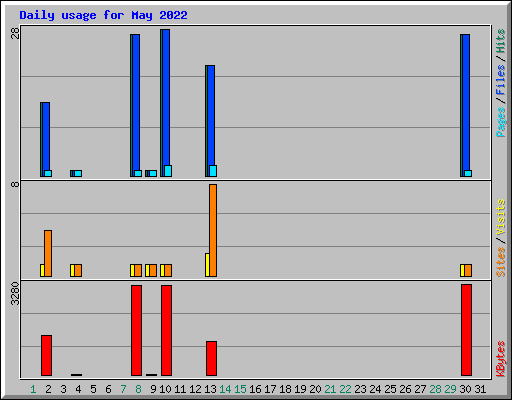 Daily usage for May 2022
28
8
3280
Pages / Files / Hits
Sites / Visits
KBytes
1 2 3 4 5 6 7 8 9 10 11 12 13 14 15 16 17 18 19 20 21 22 23 24 25 26 27 28 29 30 31